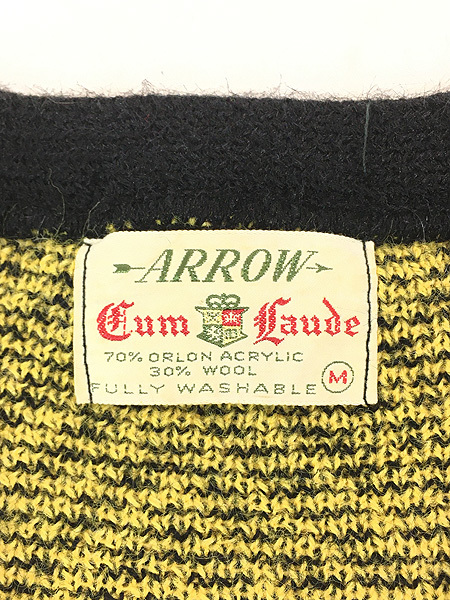 ARROW
Cum Laude
70% ORLON ACRYLIC
30% WOOL
FULLY WASHABLE M